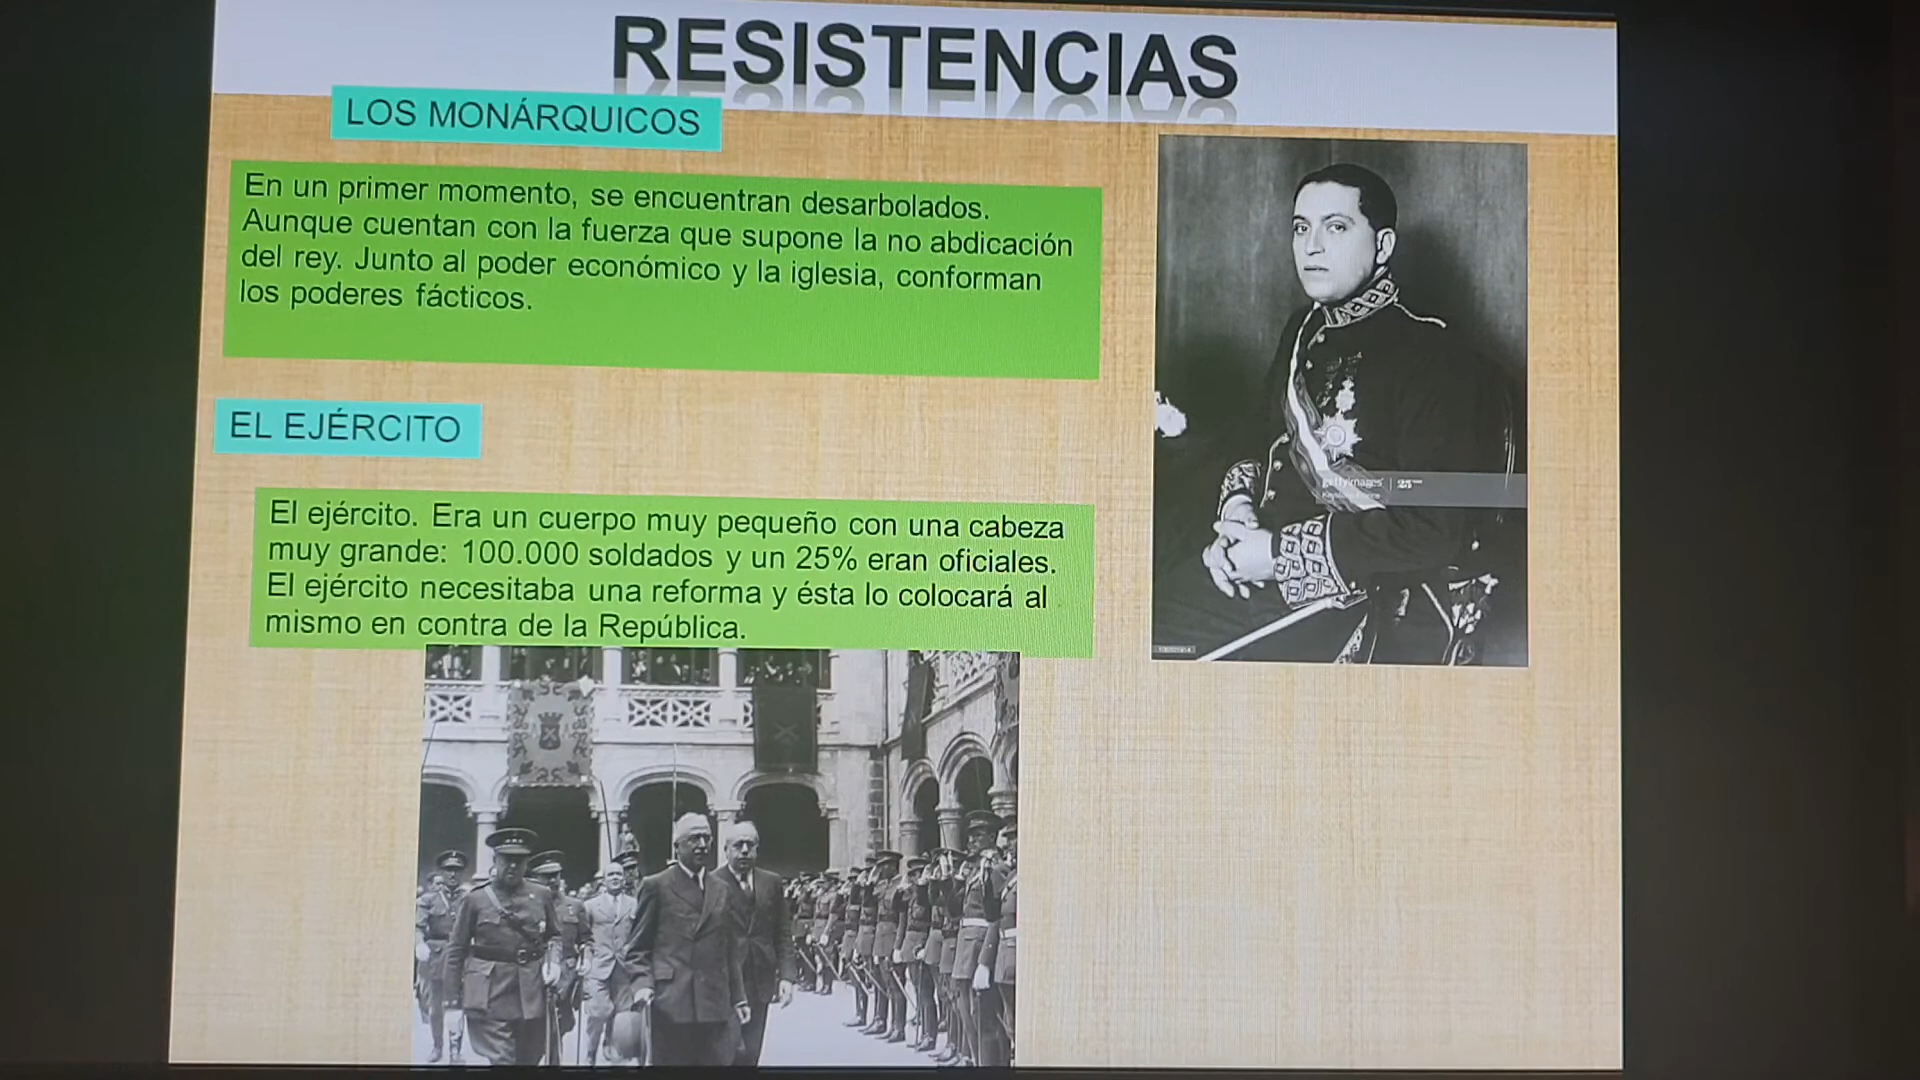 RESISTENCIAS
LOS MONÁRQUICOS
En un primer momento, se encuentran desarbolados.
Aunque cuentan con la fuerza que supone la no abdicación
del rey. Junto al poder económico y la iglesia, conforman
los poderes fácticos.
EL EJÉRCITO
El ejército. Era un cuerpo muy pequeño con una cabeza
muy grande: 100.000 soldados y un 25% eran oficiales.
El ejército necesitaba una reforma y ésta lo colocará al
mismo en contra de la República.
gettyimages